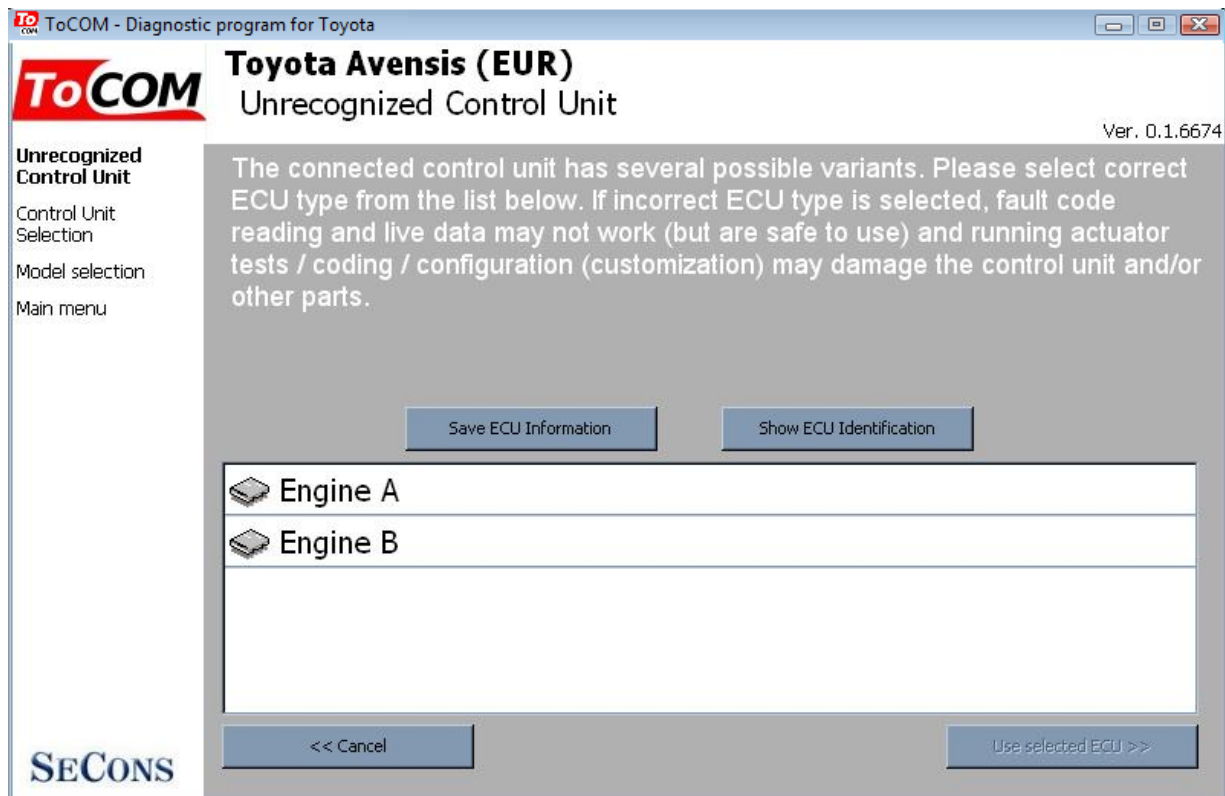 ToCOM - Diagnostic program for Toyota
ToCOM
Toyota Avensis (EUR)
Unrecognized Control Unit
Ver. 0.1.6674
Unrecognized
Control Unit
Control Unit
Selection
Model selection
Main menu
The connected control unit has several possible variants. Please select correct
ECU type from the list below. If incorrect ECU type is selected, fault code
reading and live data may not work (but are safe to use) and running actuator
tests / coding / configuration (customization) may damage the control unit and/or
other parts.
Save ECU Information
Show ECU Identification
Engine A
Engine B
<< Cancel
Use selected ECU >>
SECONS